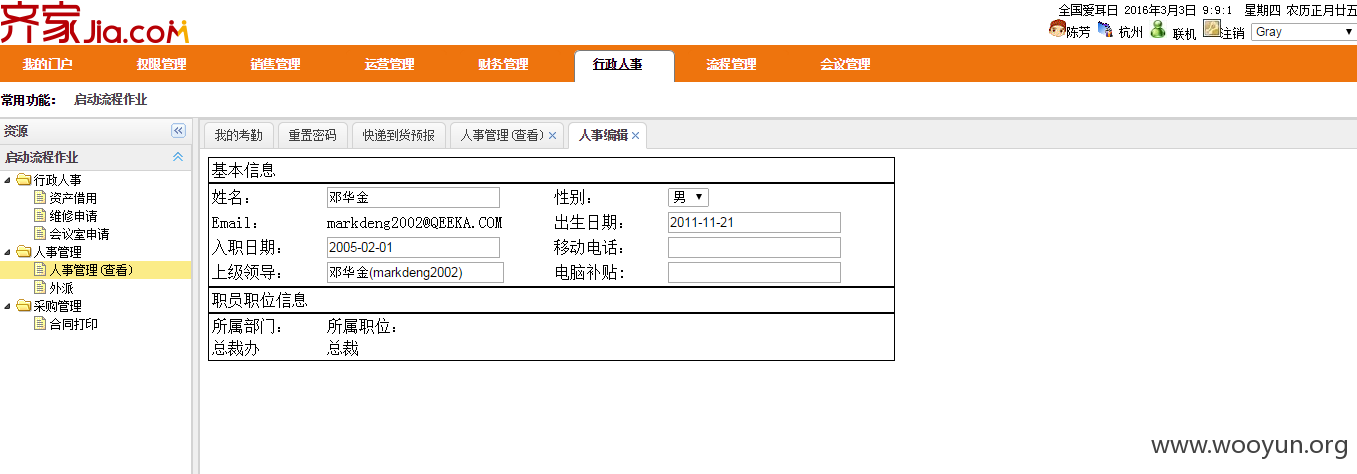 齐家Jia.com
全国爱耳日 2016年3月3日 9:9:1 星期四 农历正月廿五
陈芳 杭州 联机 注销 Gray
我的门户 权限管理 销售管理 运营管理 财务管理 行政人事 流程管理 会议管理
常用功能： 启动流程作业
资源
启动流程作业
行政人事
资产借用
维修申请
会议室申请
人事管理
人事管理(查看)
外派
采购管理
合同打印
我的考勤 重置密码 快递到货预报 人事管理(查看) 人事编辑
基本信息
姓名： 邓华金 性别： 男
Email： markdeng2002@QEEKA.COM 出生日期： 2011-11-21
入职日期： 2005-02-01 移动电话：
上级领导： 邓华金(markdeng2002) 电脑补贴:
职员职位信息
所属部门： 所属职位：
总裁办 总裁
www.wooyun.org